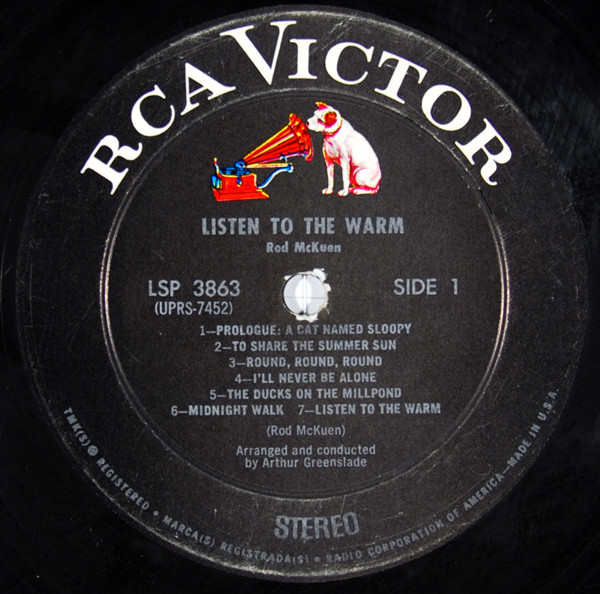 RCA VICTOR
LISTEN TO THE WARM
Rod McKuen
LSP 3863 SIDE 1
(UPRS-7452)
1—PROLOGUE: A CAT NAMED SLOOPY
2—TO SHARE THE SUMMER SUN
3—ROUND, ROUND, ROUND
4—I'LL NEVER BE ALONE
5—THE DUCKS ON THE MILLPOND
6—MIDNIGHT WALK 7—LISTEN TO THE WARM
(Rod McKuen)
Arranged and conducted
by Arthur Greenslade
STEREO
TMK(S) ® REGISTERED • MARCA(S) REGISTRADA(S) • RADIO CORPORATION OF AMERICA—MADE IN U.S.A.